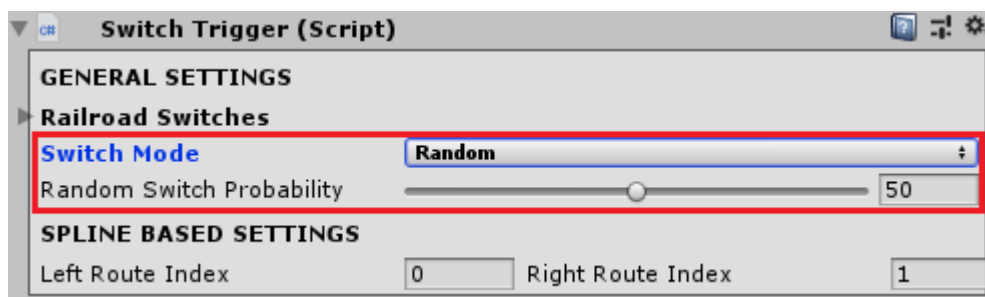 c# Switch Trigger (Script)
GENERAL SETTINGS
Railroad Switches
Switch Mode Random
Random Switch Probability 50
SPLINE BASED SETTINGS
Left Route Index 0 Right Route Index 1